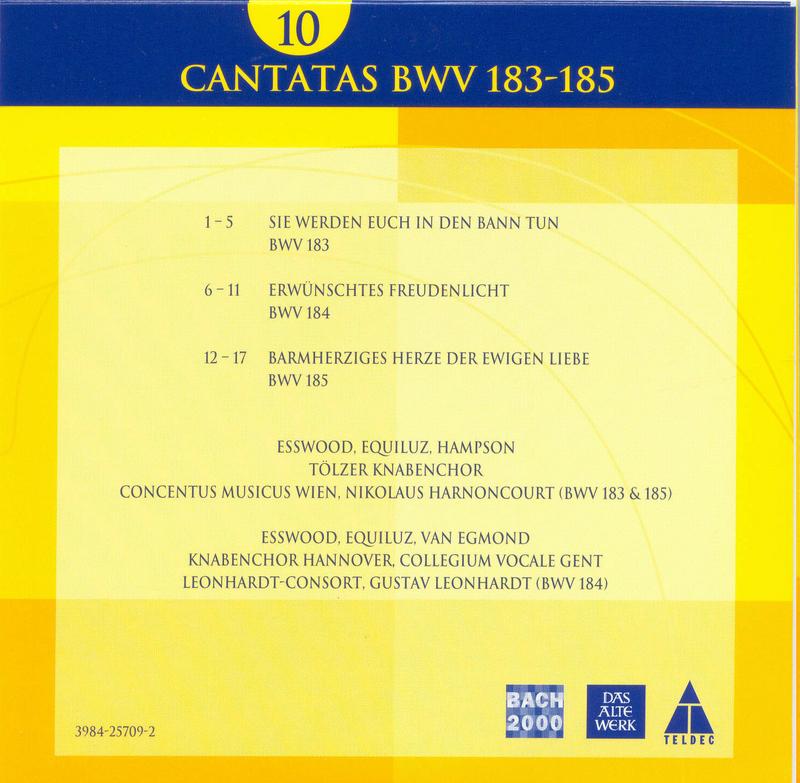 10
CANTATAS BWV 183-185
1 – 5 SIE WERDEN EUCH IN DEN BANN TUN
BWV 183
6 – 11 ERWÜNSCHTES FREUDENLICHT
BWV 184
12 – 17 BARMHERZIGES HERZE DER EWIGEN LIEBE
BWV 185
ESSWOOD, EQUILUZ, HAMPSON
TÖLZER KNABENCHOR
CONCENTUS MUSICUS WIEN, NIKOLAUS HARNONCOURT (BWV 183 & 185)
ESSWOOD, EQUILUZ, VAN EGMOND
KNABENCHOR HANNOVER, COLLEGIUM VOCALE GENT
LEONHARDT-CONSORT, GUSTAV LEONHARDT (BWV 184)
3984-25709-2
BACH
2000
DAS
ALTE
WERK
TELDEC